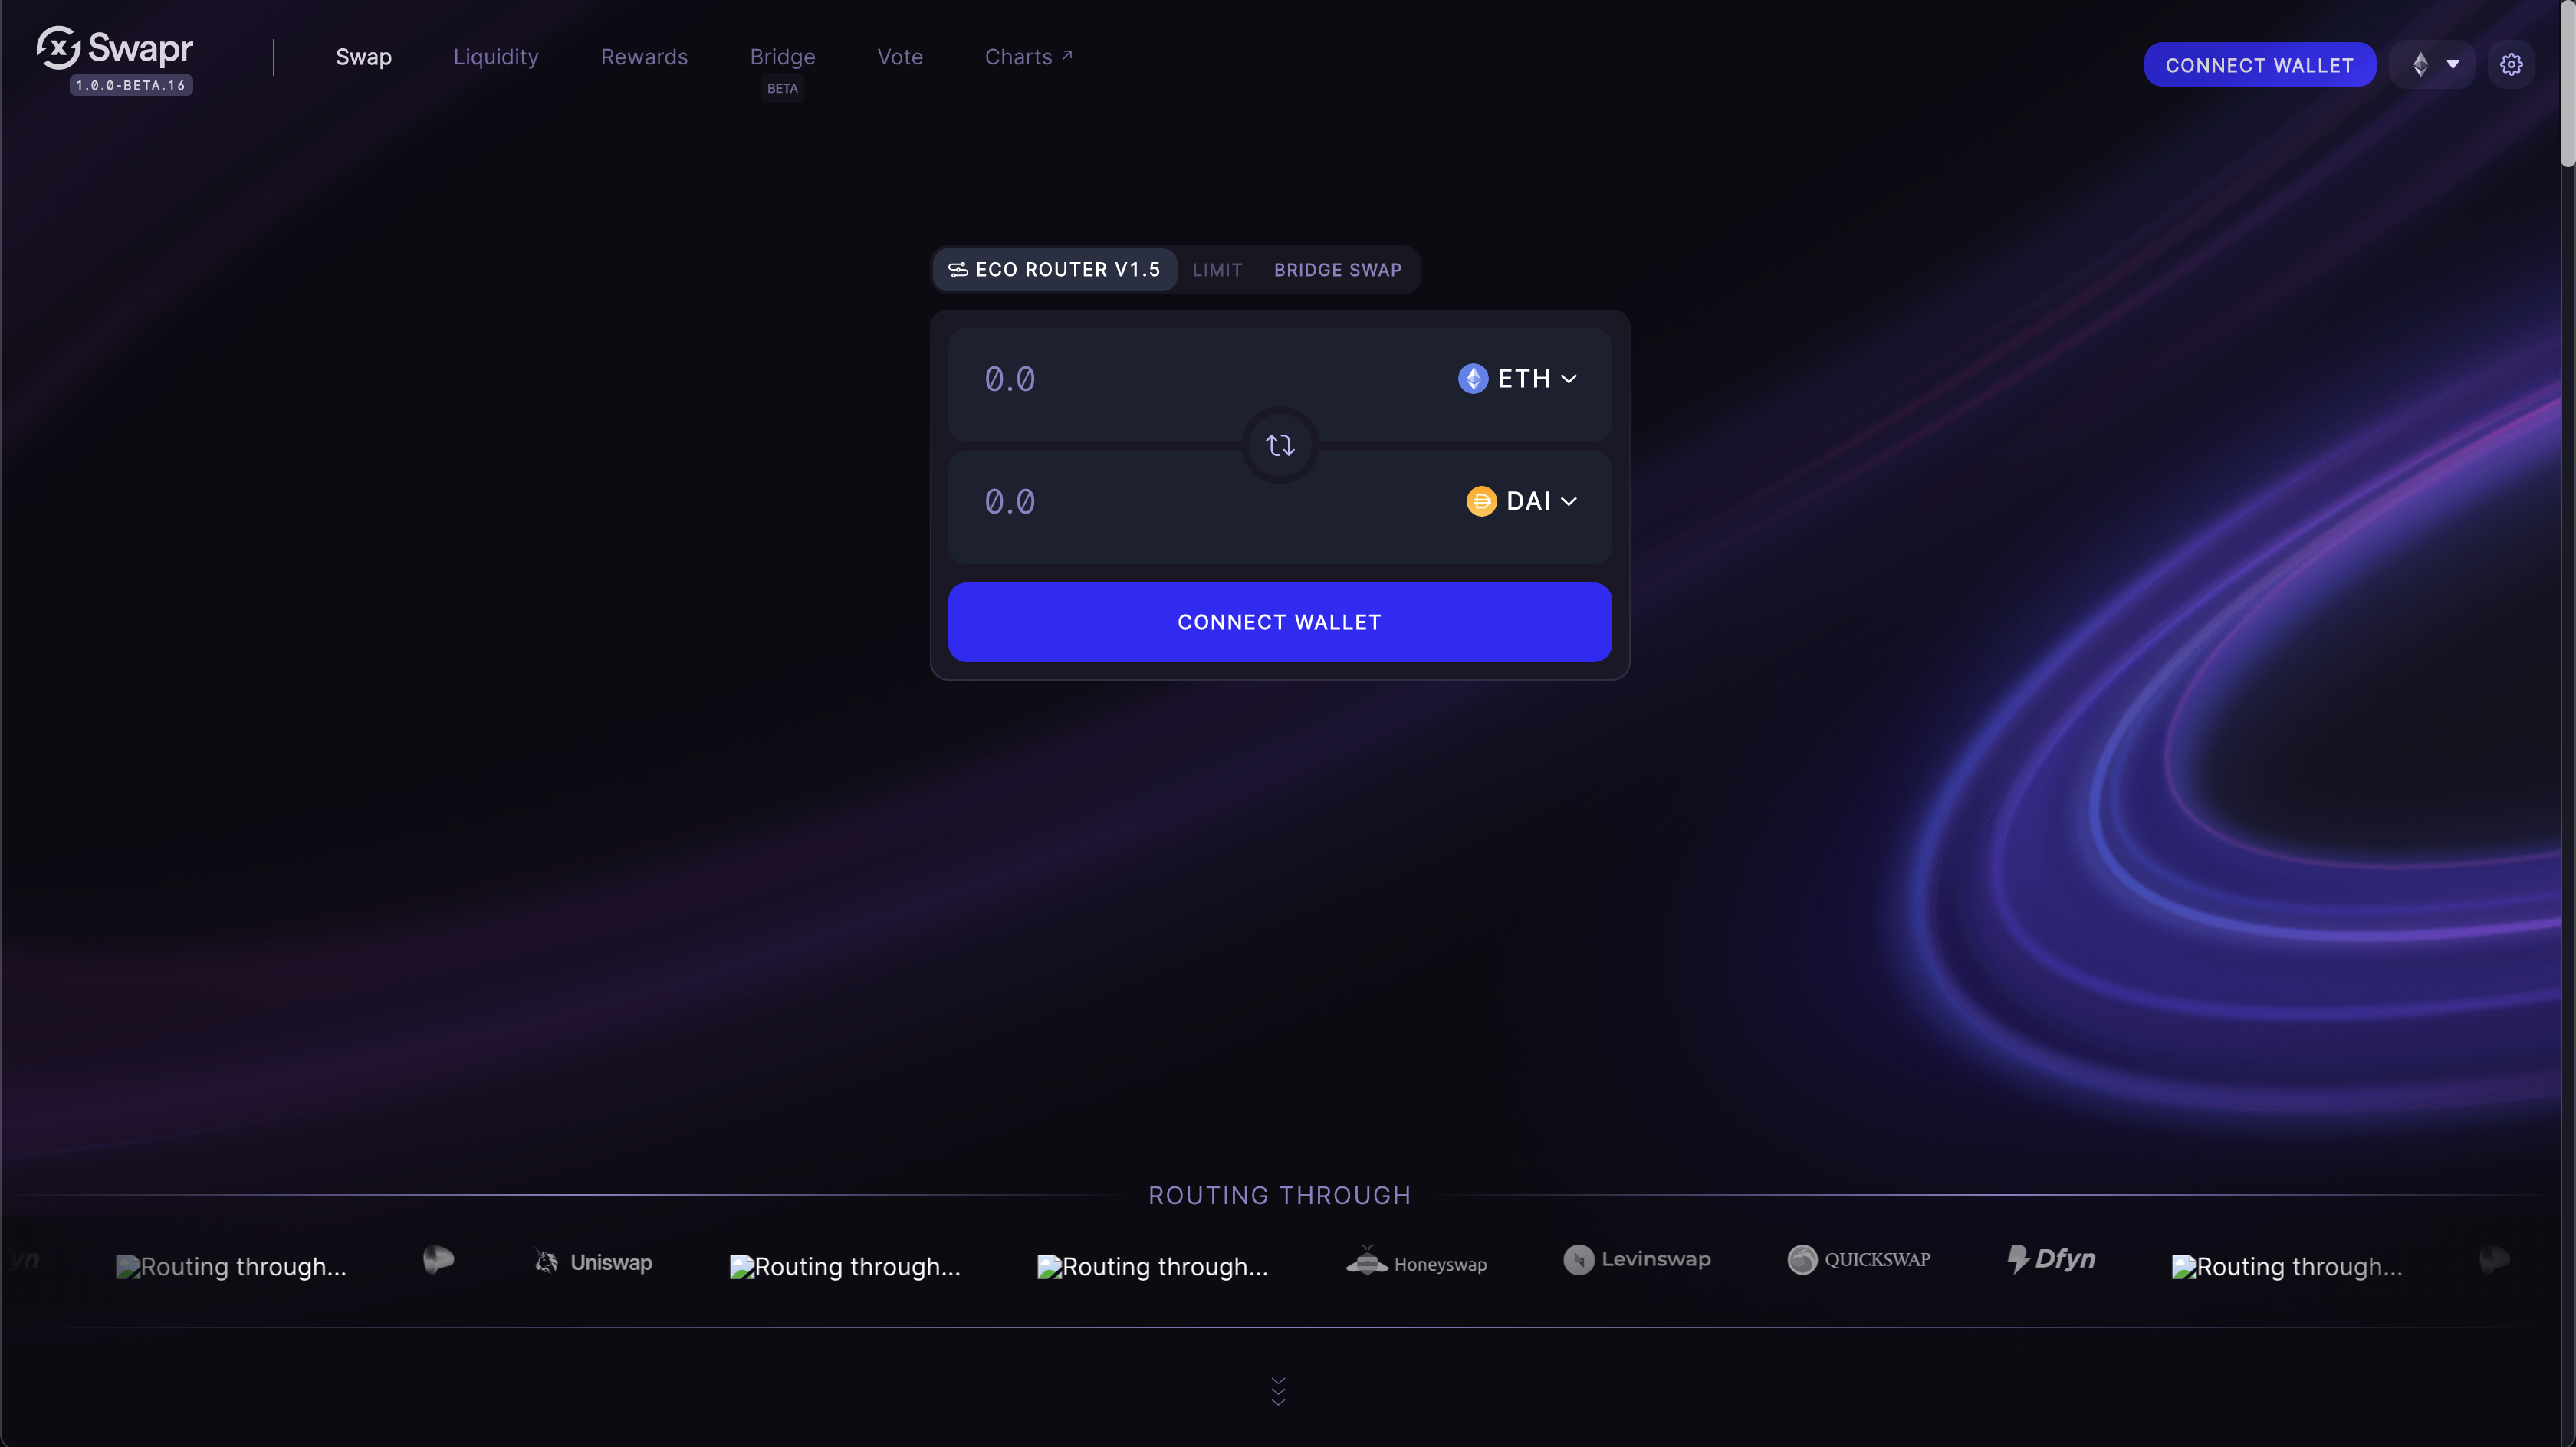 Swapr
1.0.0-BETA.16
Swap
Liquidity
Rewards
Bridge
BETA
Vote
Charts ↗
CONNECT WALLET
ECO ROUTER V1.5
LIMIT
BRIDGE SWAP
0.0
ETH
0.0
DAI
CONNECT WALLET
ROUTING THROUGH
fyn
Routing through...
Uniswap
Routing through...
Routing through...
Honeyswap
Levinswap
QUICKSWAP
Dfyn
Routing through...